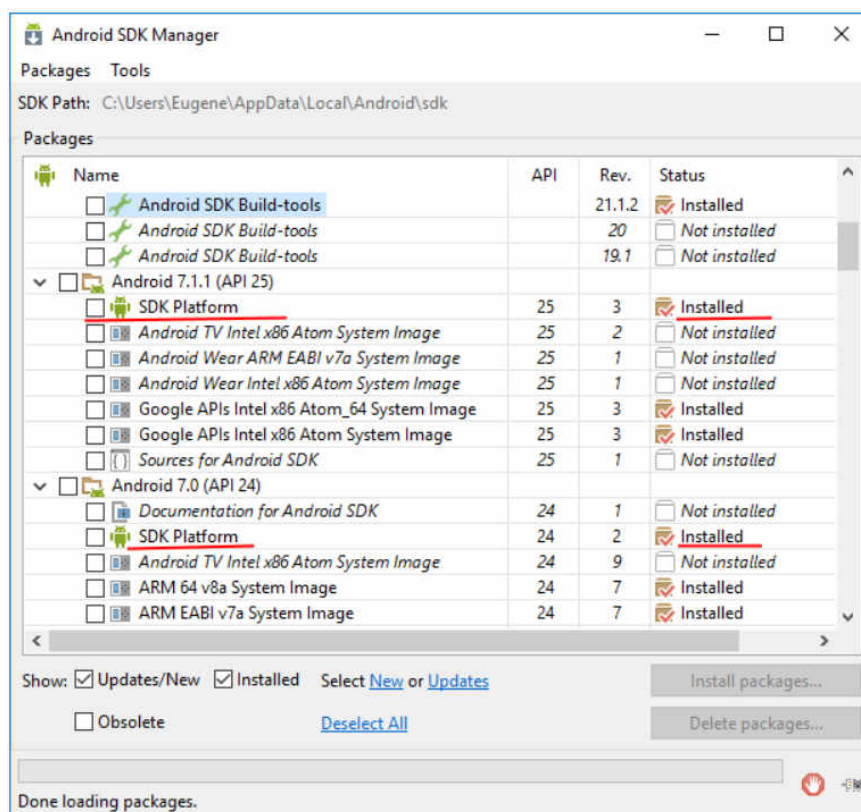 Android SDK Manager
Packages Tools
SDK Path: C:\Users\Eugene\AppData\Local\Android\sdk
Packages
Name API Rev. Status
Android SDK Build-tools 21.1.2 Installed
Android SDK Build-tools 20 Not installed
Android SDK Build-tools 19.1 Not installed
Android 7.1.1 (API 25)
SDK Platform 25 3 Installed
Android TV Intel x86 Atom System Image 25 2 Not installed
Android Wear ARM EABI v7a System Image 25 1 Not installed
Android Wear Intel x86 Atom System Image 25 1 Not installed
Google APIs Intel x86 Atom_64 System Image 25 3 Installed
Google APIs Intel x86 Atom System Image 25 3 Installed
Sources for Android SDK 25 1 Not installed
Android 7.0 (API 24)
Documentation for Android SDK 24 1 Not installed
SDK Platform 24 2 Installed
Android TV Intel x86 Atom System Image 24 9 Not installed
ARM 64 v8a System Image 24 7 Installed
ARM EABI v7a System Image 24 7 Installed
Show: Updates/New Installed Select New or Updates Install packages...
Obsolete Deselect All Delete packages...
Done loading packages.